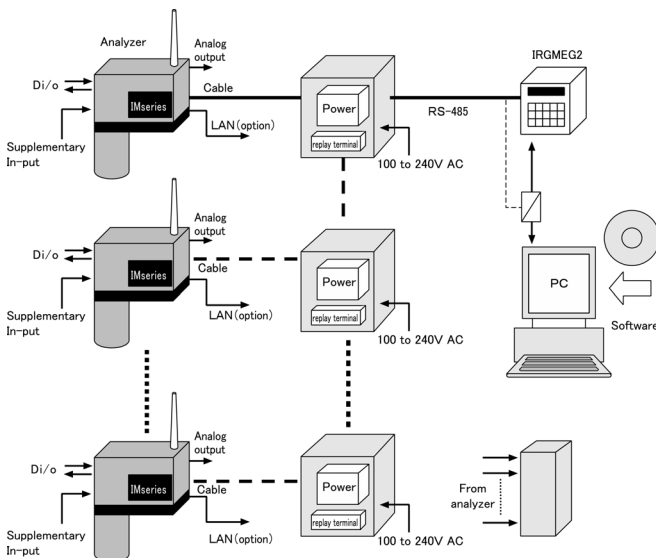 Analyzer
Analog
output
Di/o
IMseries
Cable
LAN(option)
Supplementary
In-put
Power
replay terminal
100 to 240V AC
RS-485
IRGMEG2
Analog
output
Di/o
IMseries
Cable
LAN(option)
Supplementary
In-put
Power
replay terminal
100 to 240V AC
PC
Software
Analog
output
Di/o
IMseries
Cable
LAN(option)
Supplementary
In-put
Power
replay terminal
100 to 240V AC
From
analyzer